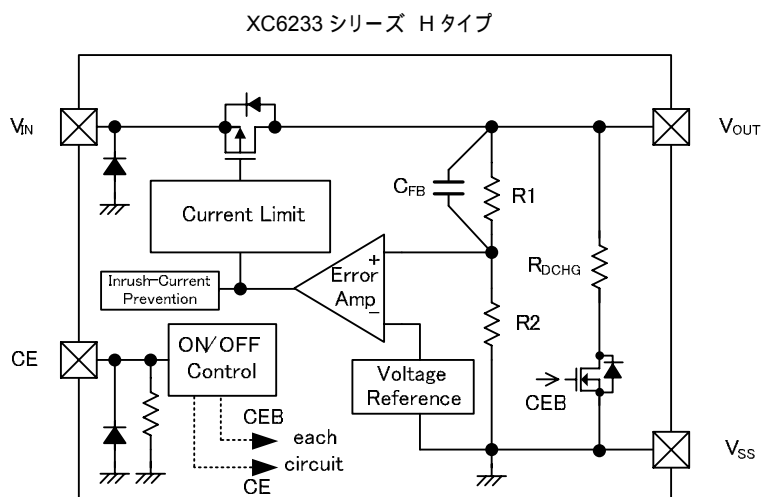 XC6233 シリーズ H タイプ
VIN
VOUT
CFB
R1
Current Limit
RDCHG
Inrush-Current
Prevention
+
Error
Amp
-
R2
CE
ON/OFF
Control
Voltage
Reference
CEB
CEB
each
circuit
CE
VSS